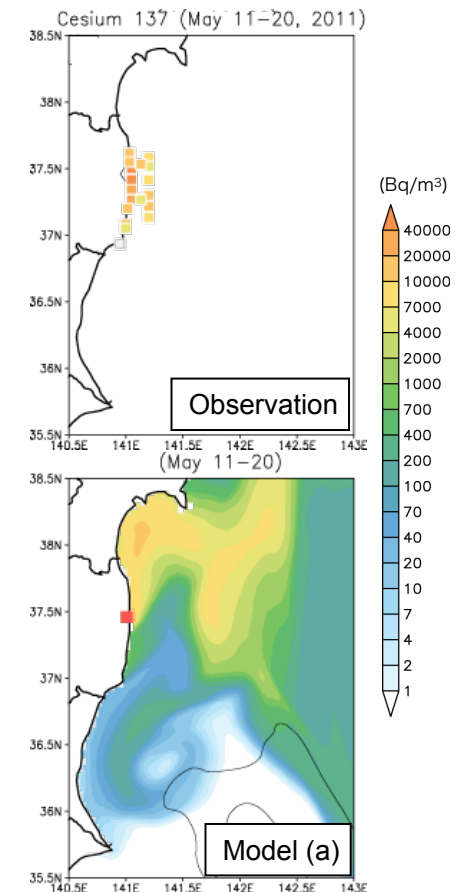 Cesium 137 (May 11-20, 2011)
38.5N
38N
37.5N
37N
36.5N
36N
35.5N
140.5E 141E 141.5E 142E 142.5E 143E
Observation
(Bq/m³)
40000
20000
10000
7000
4000
2000
1000
700
400
200
100
70
40
20
10
7
4
2
1
(May 11-20)
38.5N
38N
37.5N
37N
36.5N
36N
35.5N
140.5E 141E 141.5E 142E 142.5E 143E
Model (a)